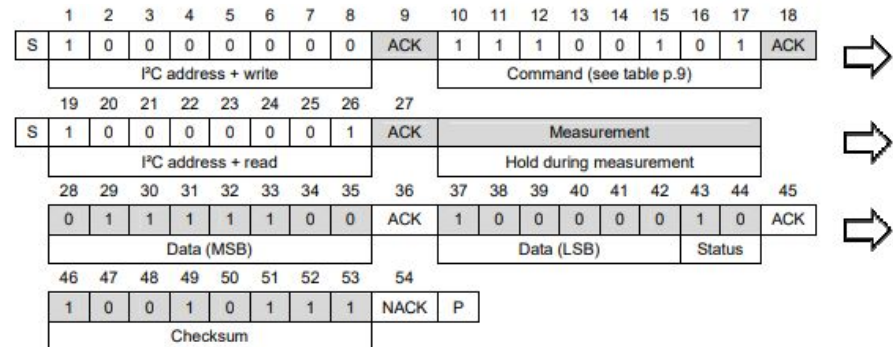 1 2 3 4 5 6 7 8 9 10 11 12 13 14 15 16 17 18
S 1 0 0 0 0 0 0 0 ACK 1 1 1 0 0 1 0 1 ACK
I²C address + write Command (see table p.9)
19 20 21 22 23 24 25 26 27
S 1 0 0 0 0 0 0 1 ACK Measurement
I²C address + read Hold during measurement
28 29 30 31 32 33 34 35 36 37 38 39 40 41 42 43 44 45
0 1 1 1 1 1 0 0 ACK 1 0 0 0 0 0 1 0 ACK
Data (MSB) Data (LSB) Status
46 47 48 49 50 51 52 53 54
1 0 0 1 0 1 1 1 NACK P
Checksum